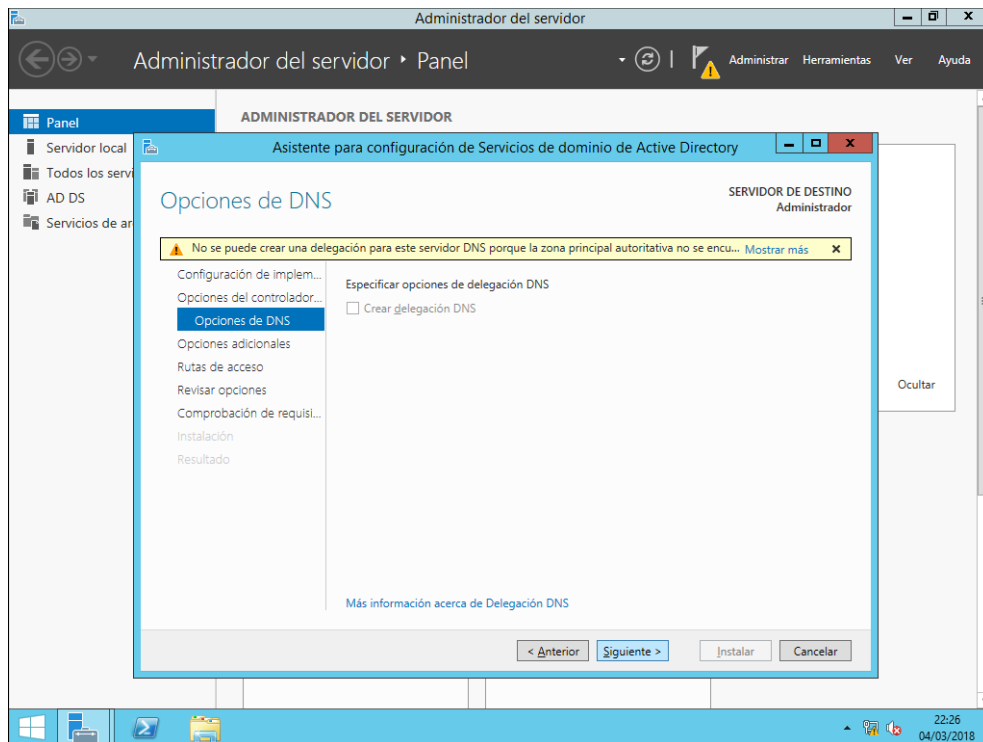 Administrador del servidor
Administrador del servidor ‣ Panel
Administrar Herramientas Ver Ayuda
Panel
Servidor local
Todos los servi
AD DS
Servicios de ar
ADMINISTRADOR DEL SERVIDOR
Asistente para configuración de Servicios de dominio de Active Directory
Opciones de DNS
SERVIDOR DE DESTINO
Administrador
No se puede crear una delegación para este servidor DNS porque la zona principal autoritativa no se encu... Mostrar más
Configuración de implem...
Opciones del controlador...
Opciones de DNS
Opciones adicionales
Rutas de acceso
Revisar opciones
Comprobación de requisi...
Instalación
Resultado
Especificar opciones de delegación DNS
Crear delegación DNS
Más información acerca de Delegación DNS
< Anterior Siguiente > Instalar Cancelar
Ocultar
22:26
04/03/2018